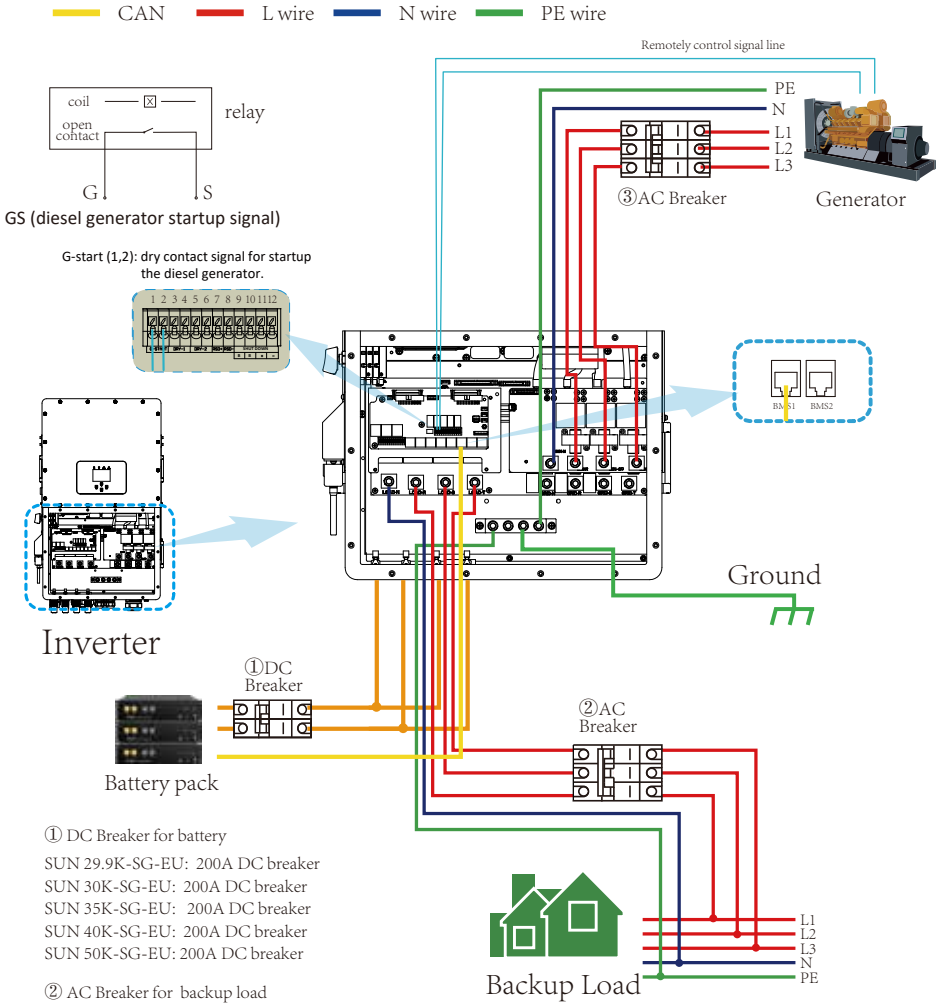 CAN L wire N wire PE wire
Remotely control signal line
coil X
open
contact
relay
G S
GS (diesel generator startup signal)
PE
N
L1
L2
L3
③AC Breaker
Generator
G-start (1,2): dry contact signal for startup
the diesel generator.
1 2 3 4 5 6 7 8 9 10 11 12
BMS1 BMS2
Ground
Inverter
①DC
Breaker
②AC
Breaker
Battery pack
① DC Breaker for battery
SUN 29.9K-SG-EU: 200A DC breaker
SUN 30K-SG-EU: 200A DC breaker
SUN 35K-SG-EU: 200A DC breaker
SUN 40K-SG-EU: 200A DC breaker
SUN 50K-SG-EU: 200A DC breaker
② AC Breaker for backup load
L1
L2
L3
N
PE
Backup Load